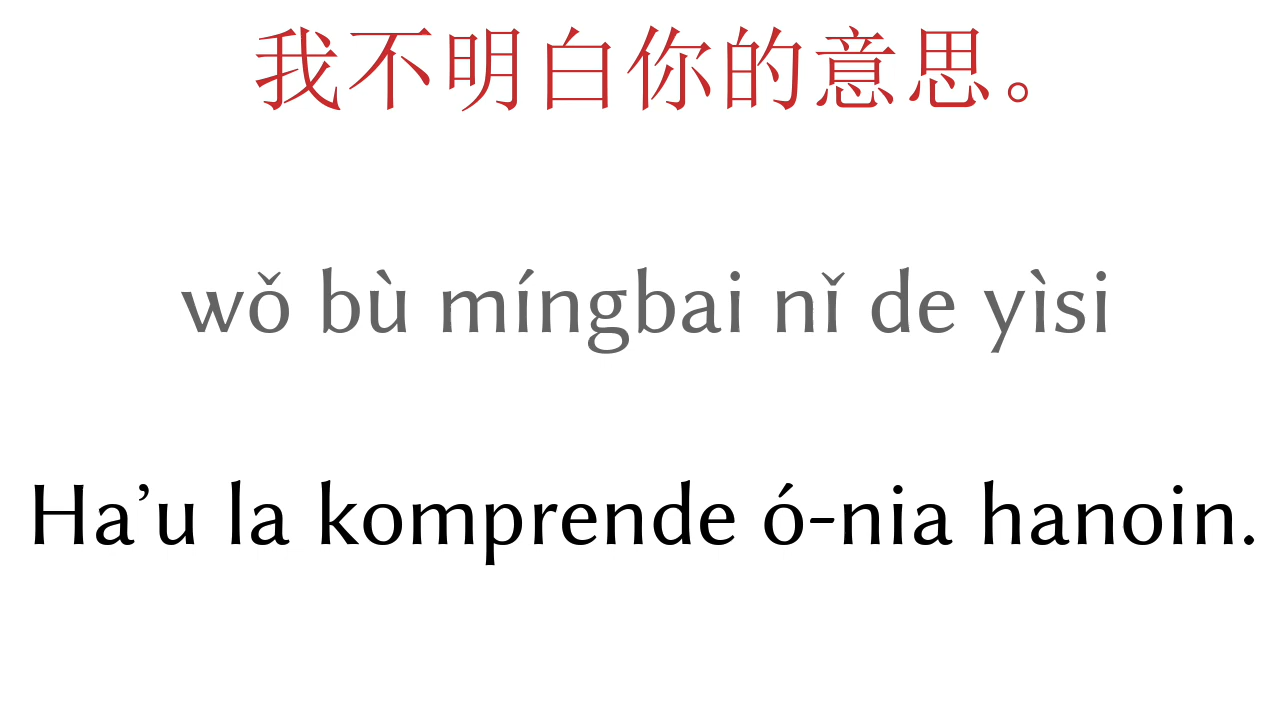 我不明白你的意思。
wǒ bù míngbai nǐ de yìsi
Ha’u la komprende ó-nia hanoin.